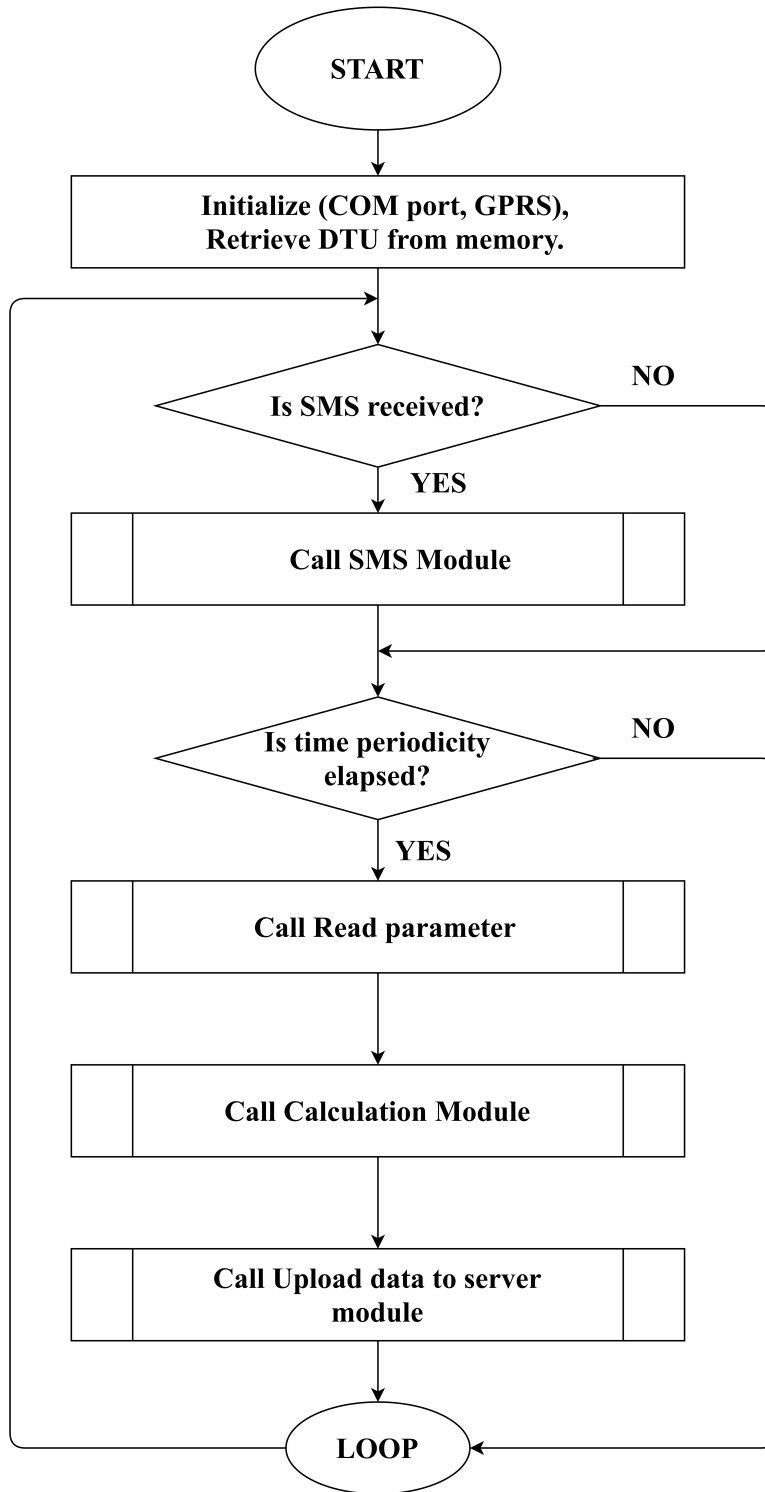 START
Initialize (COM port, GPRS),
Retrieve DTU from memory.
NO
Is SMS received?
YES
Call SMS Module
NO
Is time periodicity
elapsed?
YES
Call Read parameter
Call Calculation Module
Call Upload data to server
module
LOOP